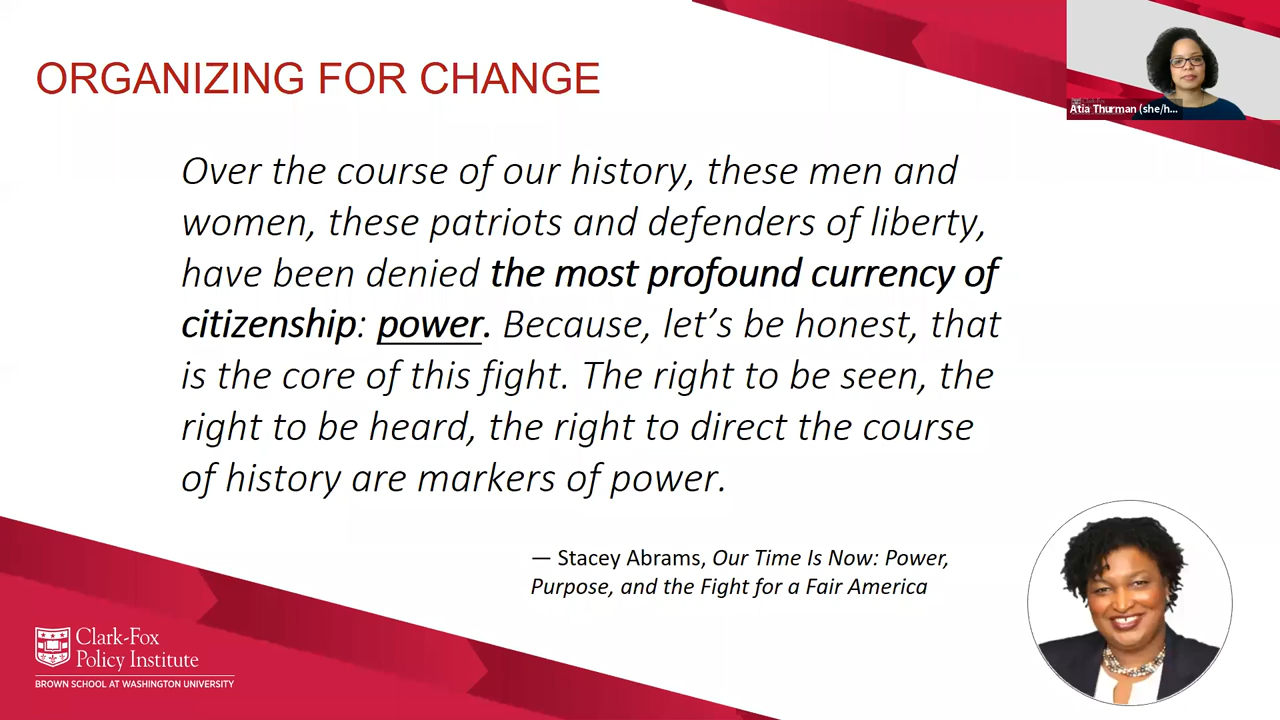 ORGANIZING FOR CHANGE
Atia Thurman (she/h...
Over the course of our history, these men and
women, these patriots and defenders of liberty,
have been denied the most profound currency of
citizenship: power. Because, let’s be honest, that
is the core of this fight. The right to be seen, the
right to be heard, the right to direct the course
of history are markers of power.
— Stacey Abrams, Our Time Is Now: Power,
Purpose, and the Fight for a Fair America
Clark-Fox
Policy Institute
BROWN SCHOOL AT WASHINGTON UNIVERSITY